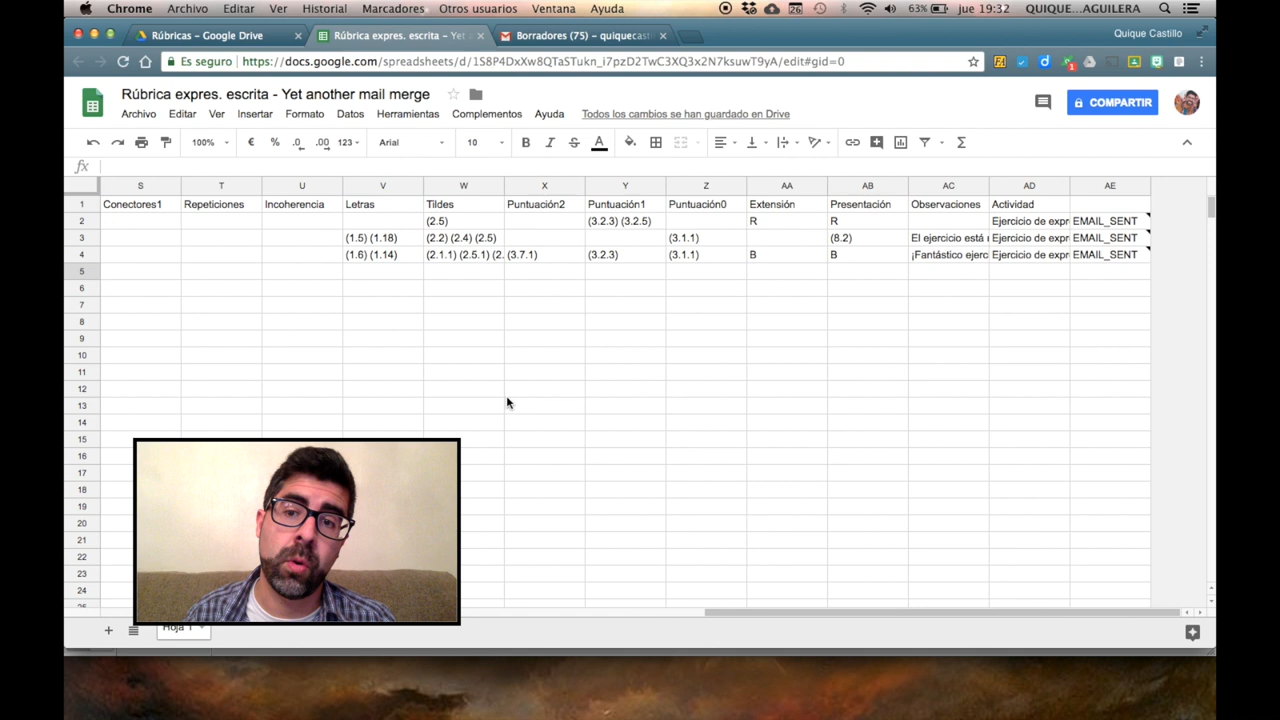 Chrome Archivo Editar Ver Historial Marcadores Otros usuarios Ventana Ayuda 26 63% jue 19:32 QUIQUE...AGUILERA
Rúbricas – Google Drive × Rúbrica expres. escrita - Yet × Borradores (75) – quiquecast × Quique Castillo
Es seguro https://docs.google.com/spreadsheets/d/1S8P4DxXw8QTaSTukn_i7pzD2TwC3XQ3x2N7ksuwT9yA/edit#gid=0
Rúbrica expres. escrita - Yet another mail merge
COMPARTIR
Archivo Editar Ver Insertar Formato Datos Herramientas Complementos Ayuda Todos los cambios se han guardado en Drive
100% € % .0 .00 123 Arial 10 B I S A Σ
fx
S T U V W X Y Z AA AB AC AD AE
1 Conectores1 Repeticiones Incoherencia Letras Tildes Puntuación2 Puntuación1 Puntuación0 Extensión Presentación Observaciones Actividad
2 (2.5) (3.2.3) (3.2.5) R R Ejercicio de expr EMAIL_SENT
3 (1.5) (1.18) (2.2) (2.4) (2.5) (3.1.1) (8.2) El ejercicio está Ejercicio de expr EMAIL_SENT
4 (1.6) (1.14) (2.1.1) (2.5.1) (2. (3.7.1) (3.2.3) (3.1.1) B B ¡Fantástico ejerc Ejercicio de expr EMAIL_SENT
5
6
7
8
9
10
11
12
13
14
15
16
17
18
19
20
21
22
23
24
Hoja 1